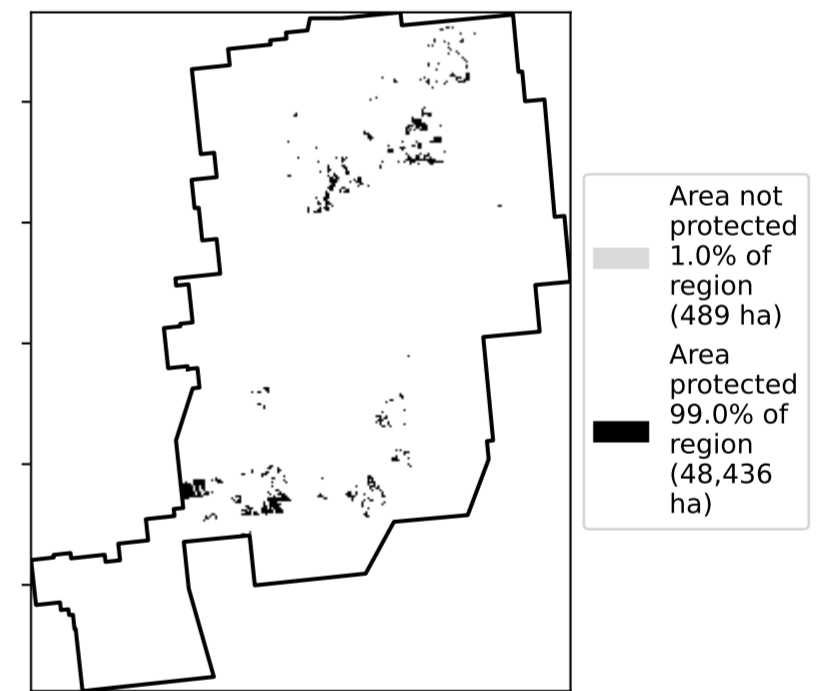 Area not
protected
1.0% of
region
(489 ha)
Area
protected
99.0% of
region
(48,436
ha)